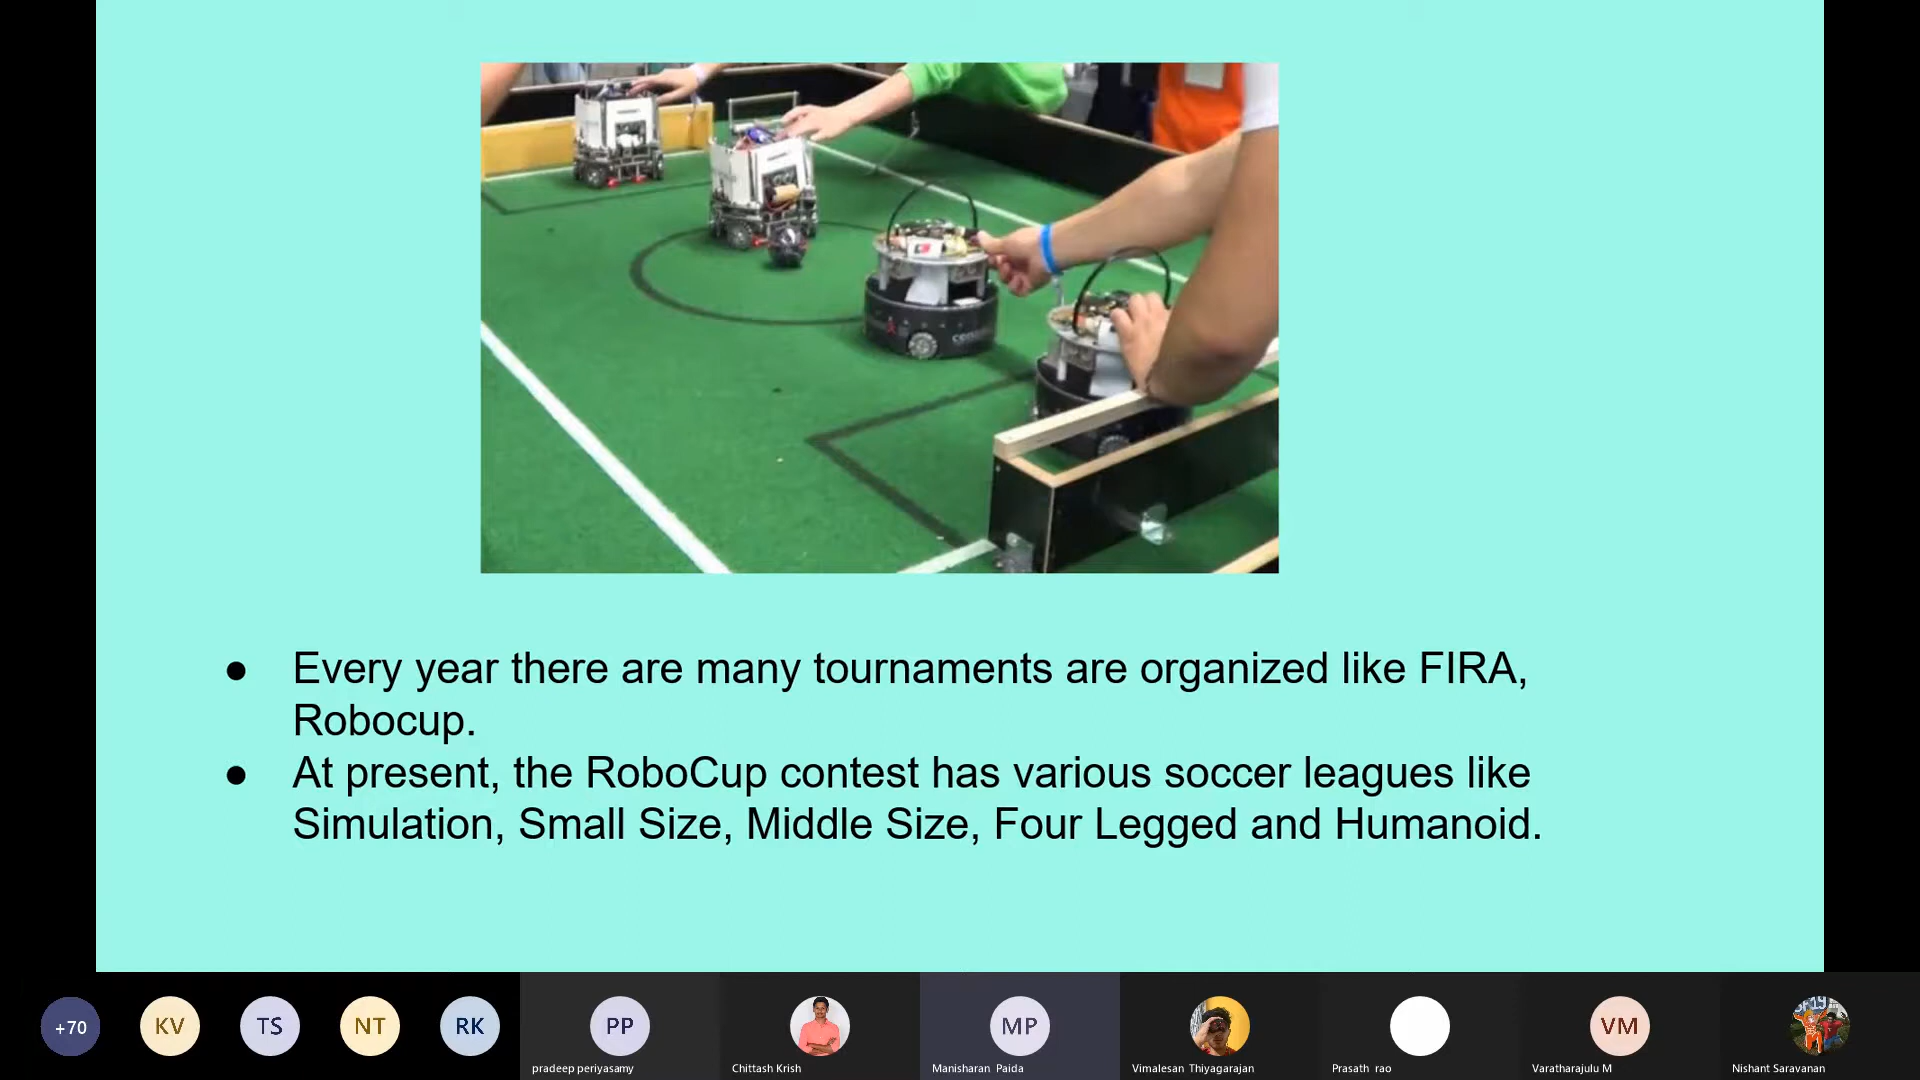 ● Every year there are many tournaments are organized like FIRA,
Robocup.
● At present, the RoboCup contest has various soccer leagues like
Simulation, Small Size, Middle Size, Four Legged and Humanoid.
+70
KV
TS
NT
RK
PP
MP
VM
pradeep periyasamy
Chittash Krish
Manisharan Paida
Vimalesan Thiyagarajan
Prasath rao
Varatharajulu M
Nishant Saravanan